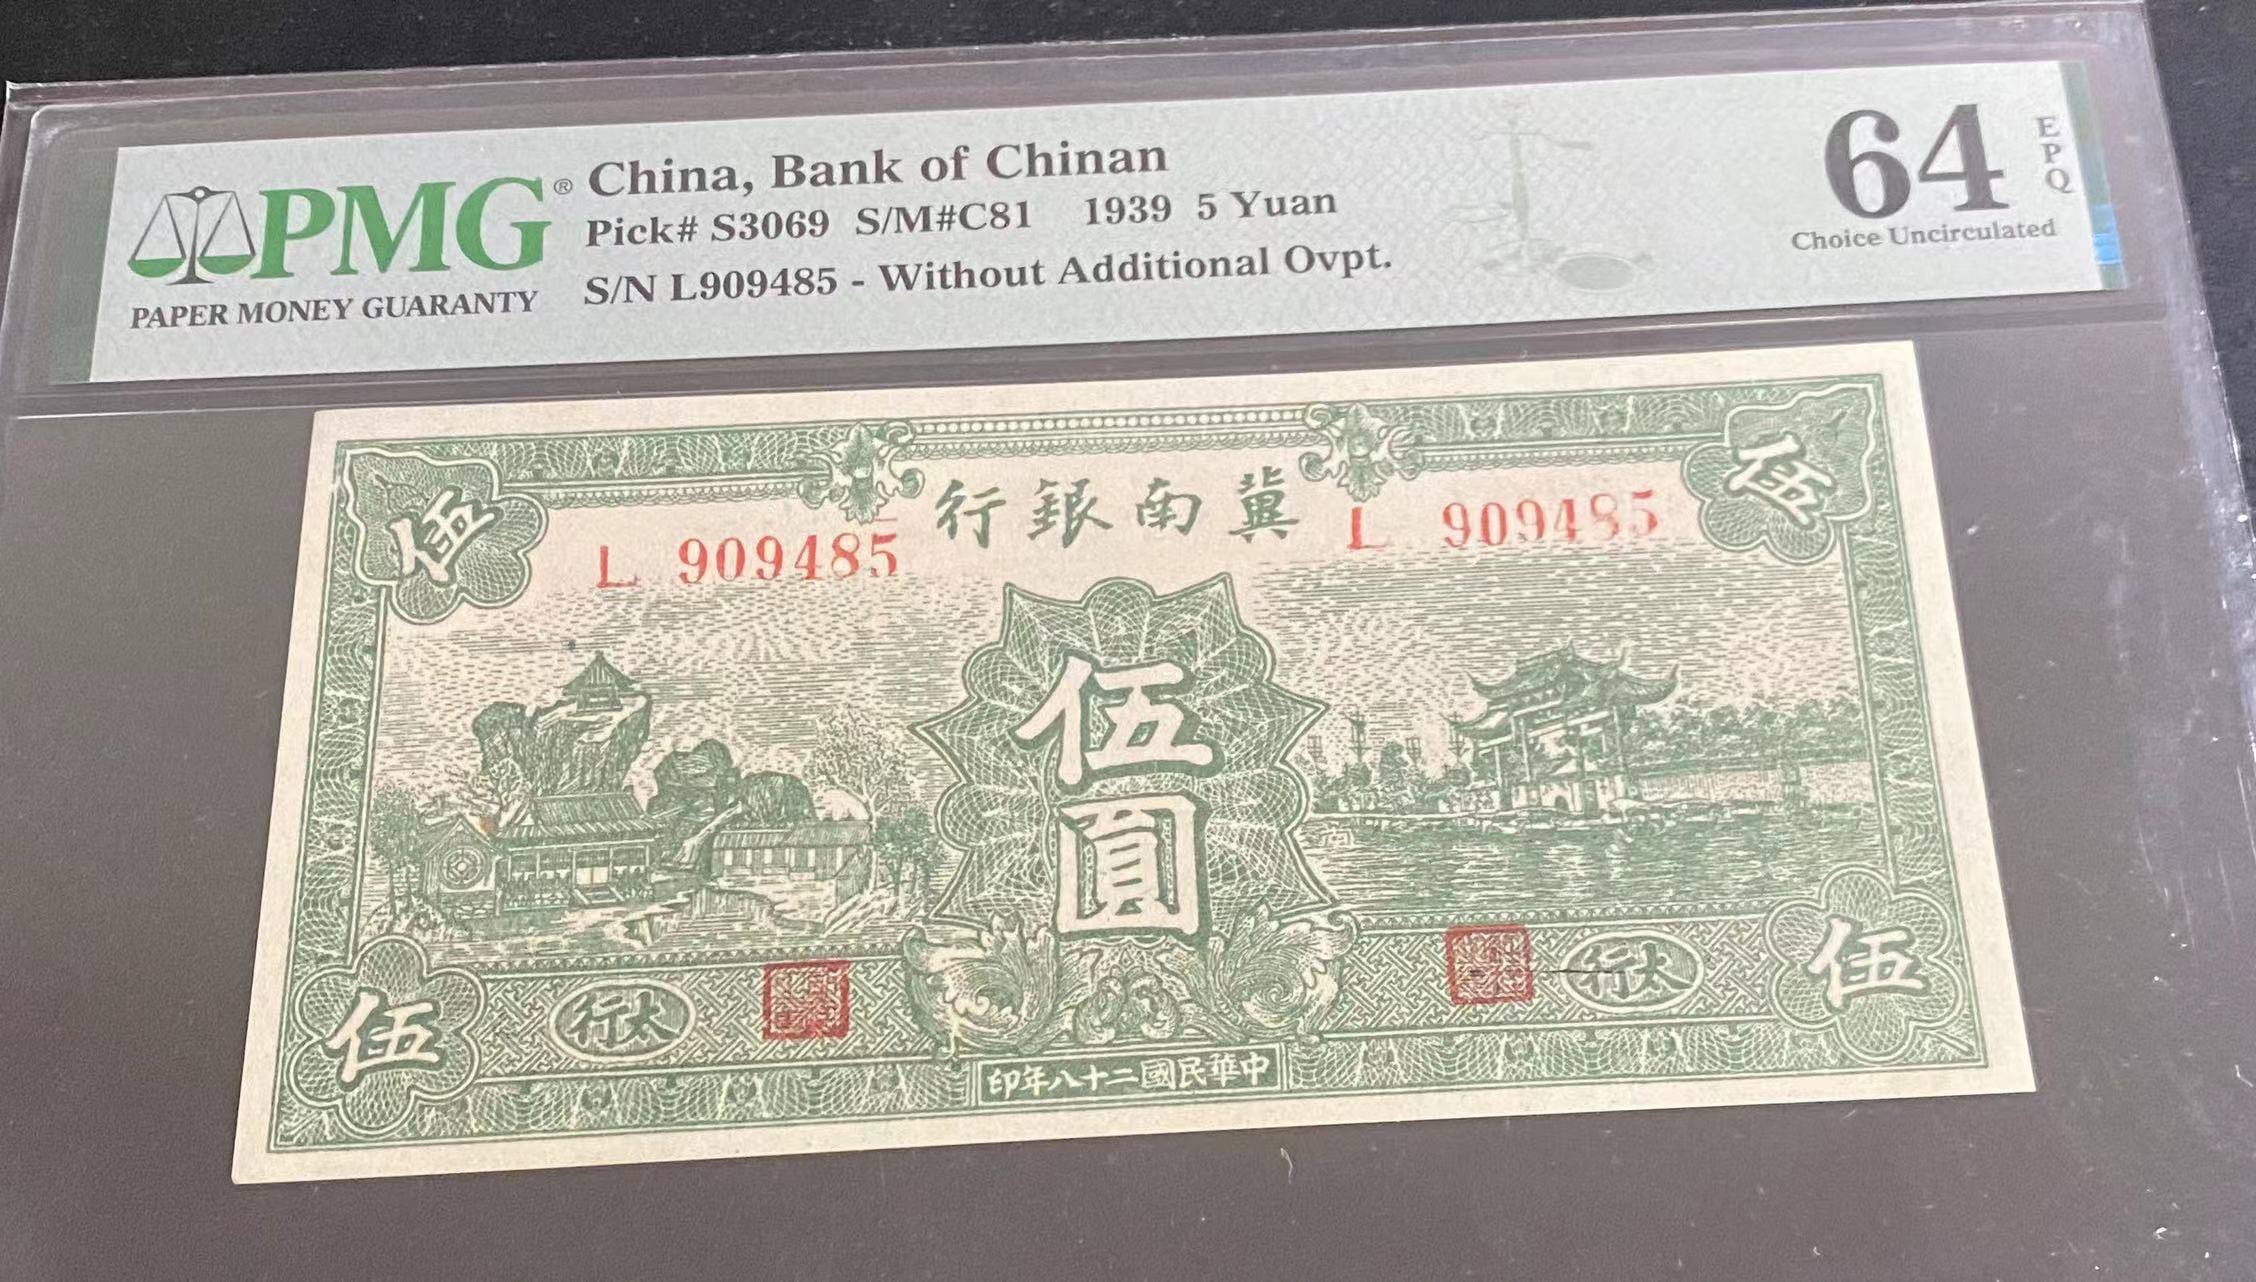 PMG®
PAPER MONEY GUARANTY
China, Bank of Chinan
Pick# S3069 S/M#C81 1939 5 Yuan
S/N L909485 - Without Additional Ovpt.
64
EPQ
Choice Uncirculated
行銀南冀
伍
伍
L 909485
L 909485
伍圓
行太
行太
伍
伍
印年八十二國民華中